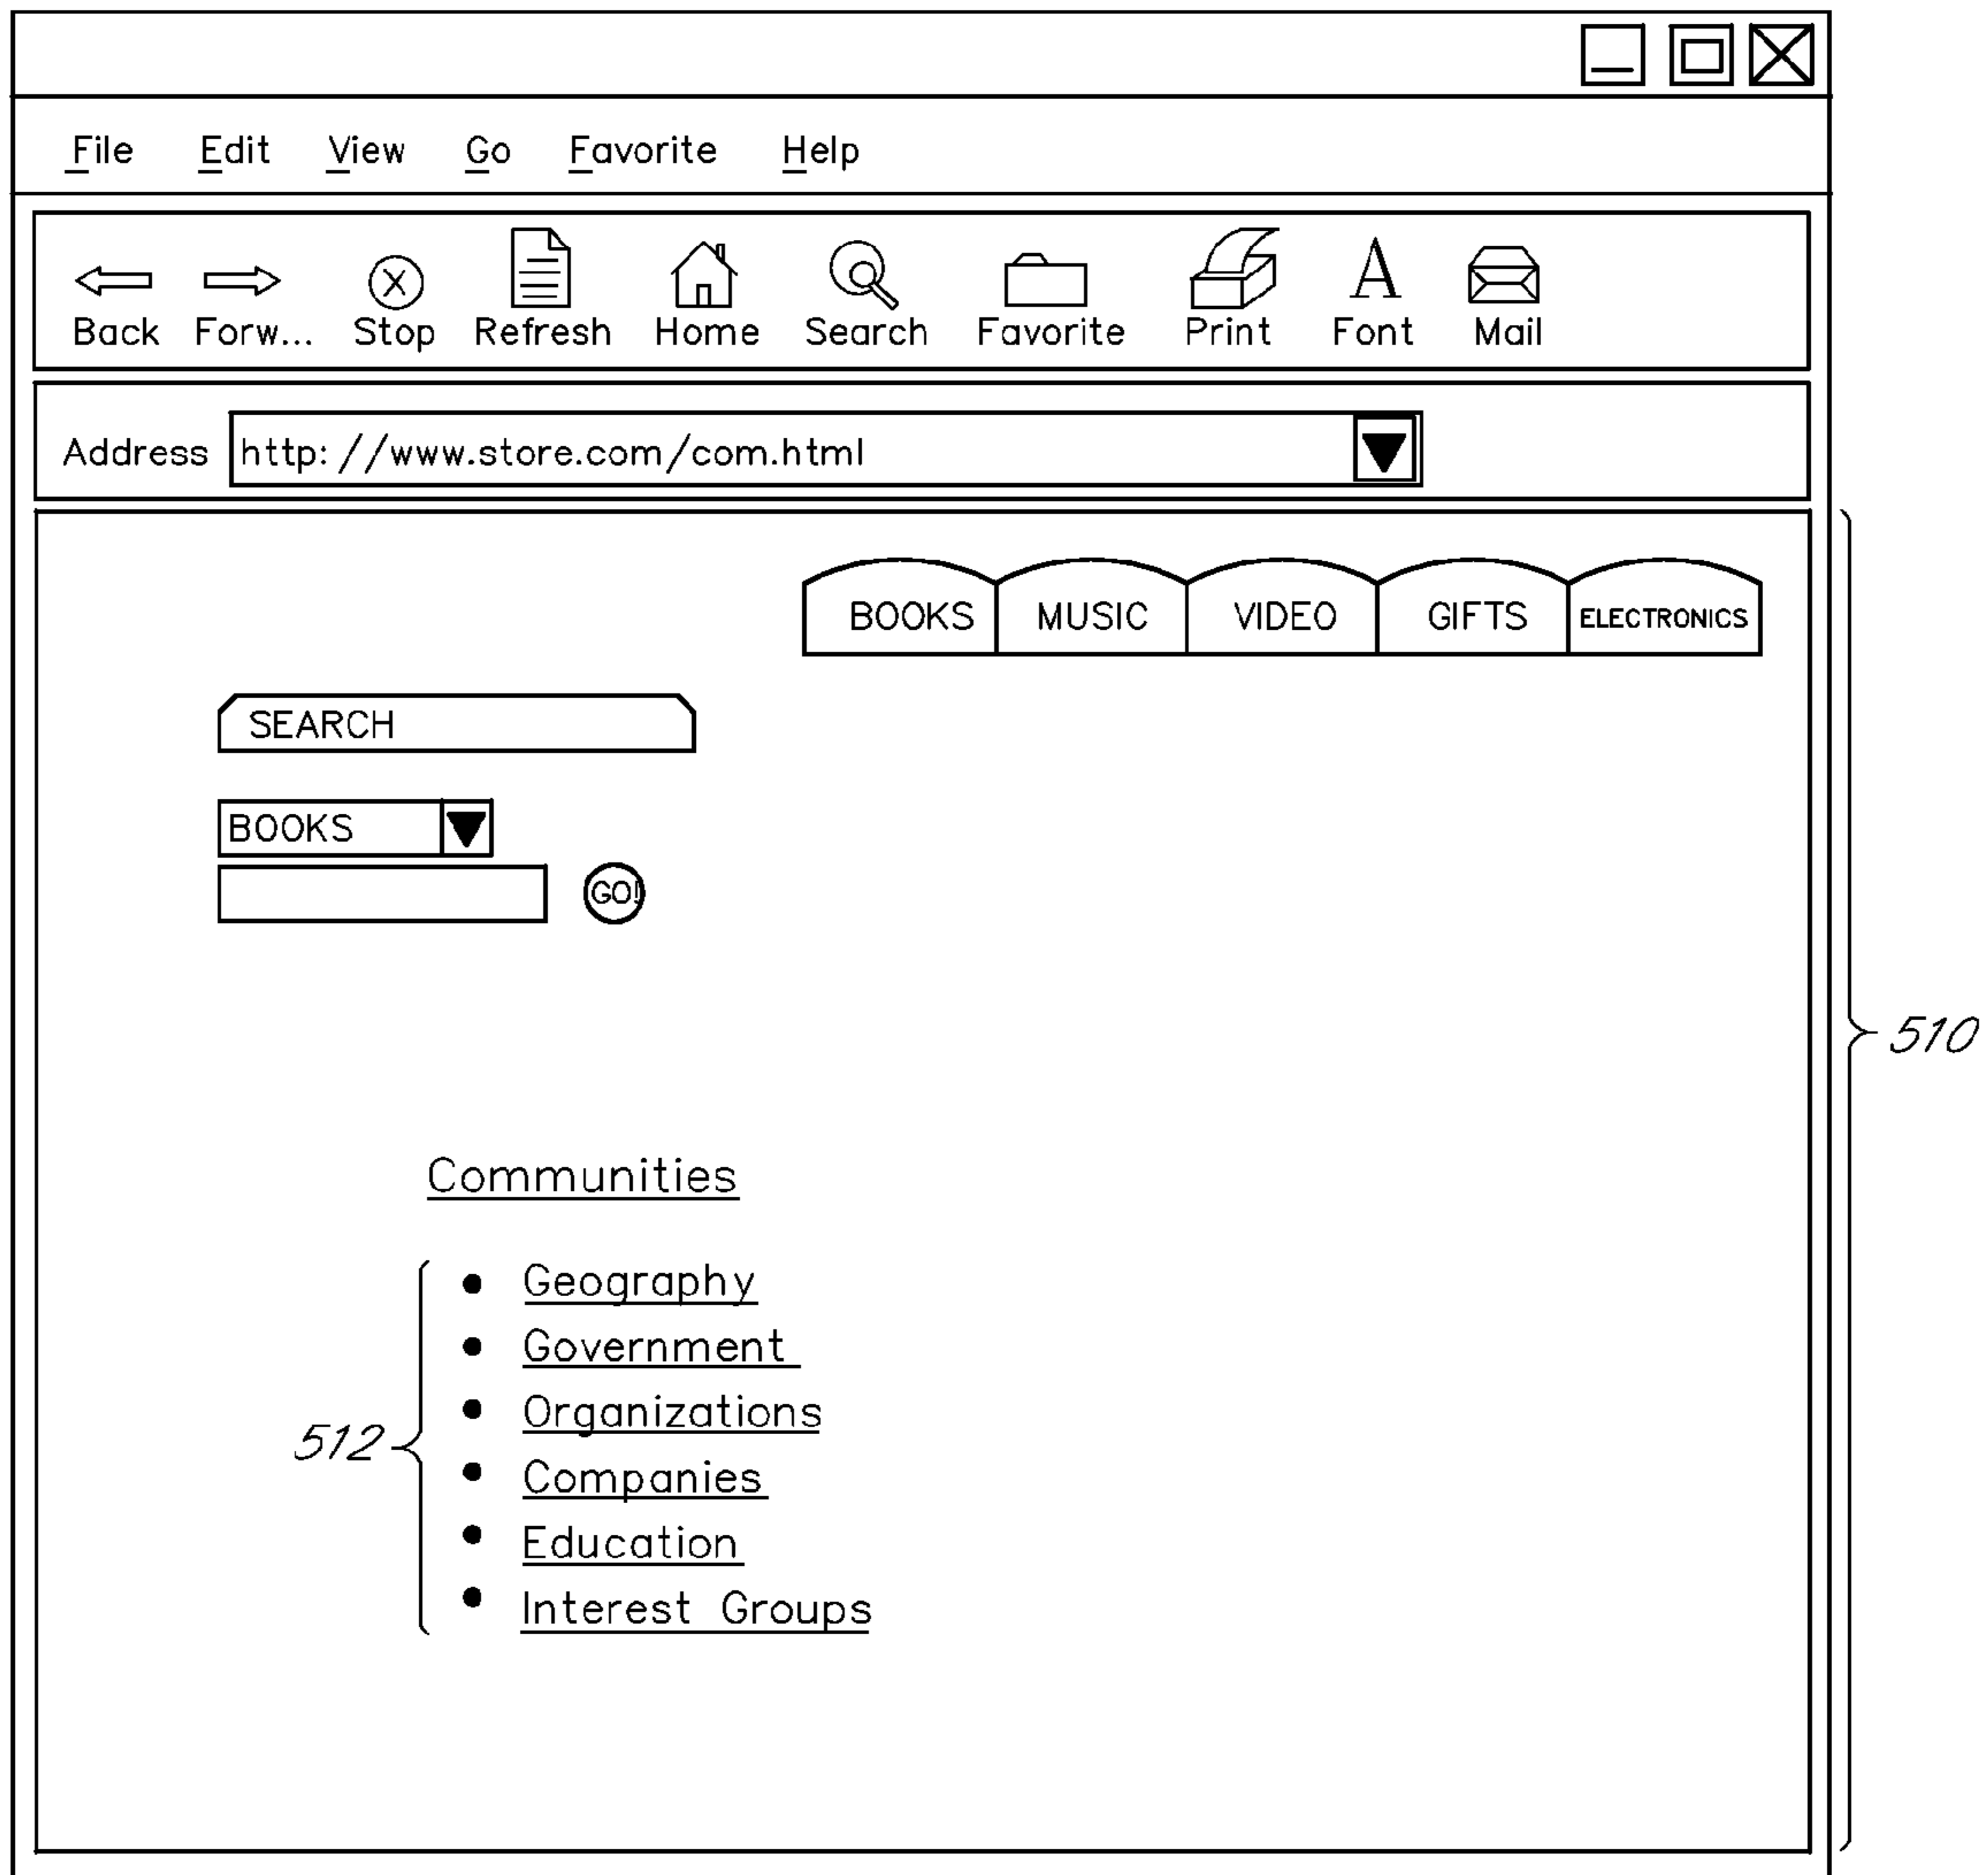 File Edit View Go Favorite Help
Back Forw... Stop Refresh Home Search Favorite Print Font Mail
Address http://www.store.com/com.html
BOOKS MUSIC VIDEO GIFTS ELECTRONICS
SEARCH
BOOKS
GO!
510
Communities
• Geography
• Government
• Organizations
512
• Companies
• Education
• Interest Groups